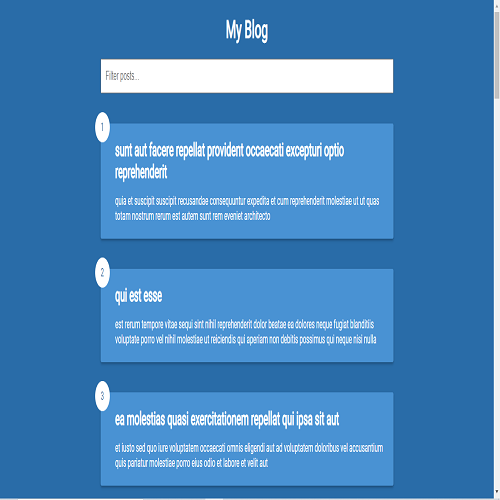 My Blog
Filter posts...
1
sunt aut facere repellat provident occaecati excepturi optio
reprehenderit
quia et suscipit suscipit recusandae consequuntur expedita et cum reprehenderit molestiae ut ut quas
totam nostrum rerum est autem sunt rem eveniet architecto
2
qui est esse
est rerum tempore vitae sequi sint nihil reprehenderit dolor beatae ea dolores neque fugiat blanditiis
voluptate porro vel nihil molestiae ut reiciendis qui aperiam non debitis possimus qui neque nisi nulla
3
ea molestias quasi exercitationem repellat qui ipsa sit aut
et iusto sed quo iure voluptatem occaecati omnis eligendi aut ad voluptatem doloribus vel accusantium
quis pariatur molestiae porro eius odio et labore et velit aut